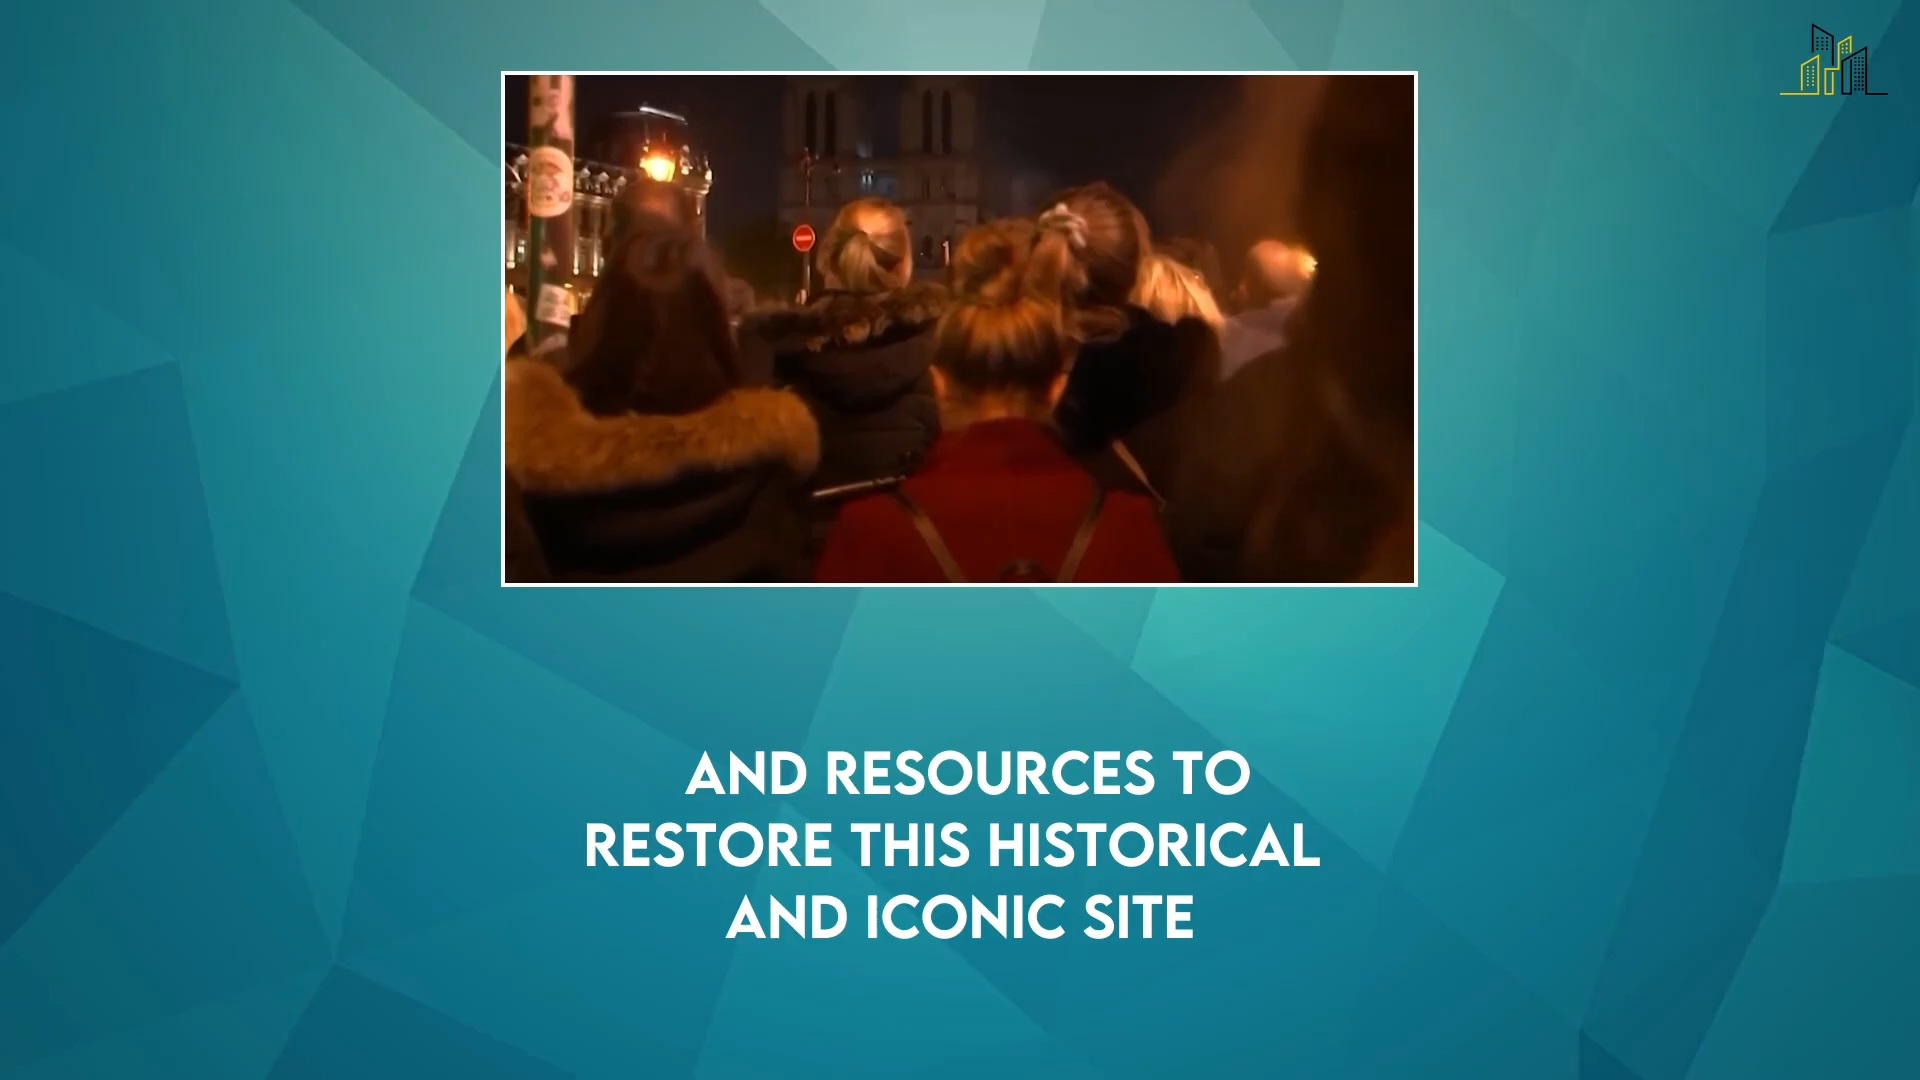 AND RESOURCES TO
RESTORE THIS HISTORICAL
AND ICONIC SITE